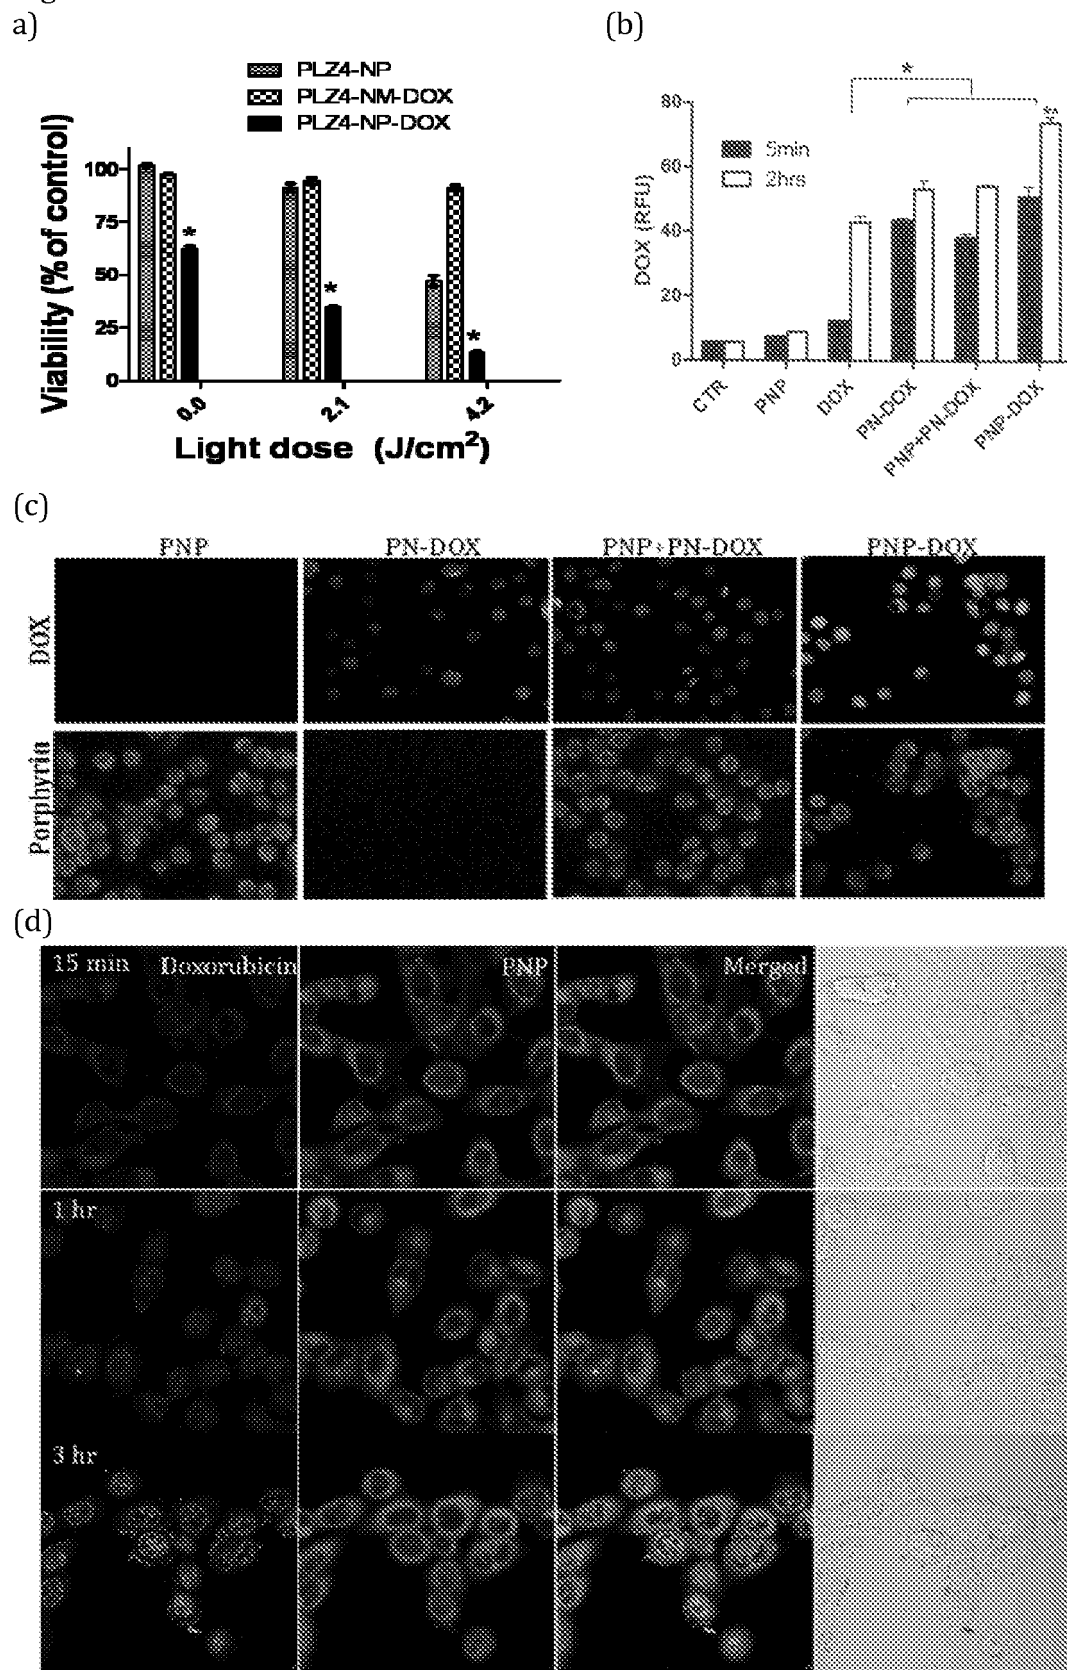 a)
(b)
PLZ4-NP
PLZ4-NM-DOX
PLZ4-NP-DOX
Viability (% of control)
100
75
50
25
0
* * *
0.0
2.1
4.2
Light dose (J/cm²)
*
80
60
40
20
0
DOX (RFU)
5min
2hrs
CTR
PNP
DOX
PN-DOX
PNP+PN-DOX
PNP-DOX
(c)
PNP PN-DOX PNP+PN-DOX PNP-DOX
DOX
Porphyrin
(d)
15 min Doxorubicin PNP Merged
1 hr
3 hr